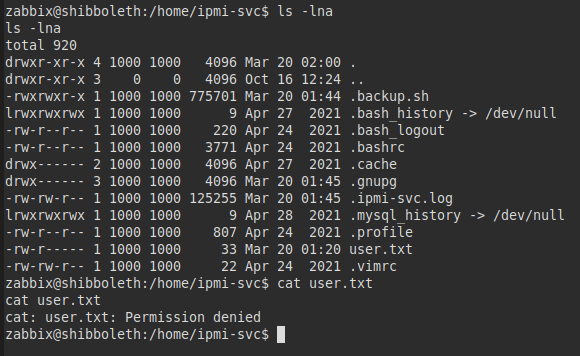 zabbix@shibboleth:/home/ipmi-svc$ ls -lna
ls -lna
total 920
drwxr-xr-x 4 1000 1000   4096 Mar 20 02:00 .
drwxr-xr-x 3    0    0   4096 Oct 16 12:24 ..
-rwxrwxr-x 1 1000 1000 775701 Mar 20 01:44 .backup.sh
lrwxrwxrwx 1 1000 1000      9 Apr 27  2021 .bash_history -> /dev/null
-rw-r--r-- 1 1000 1000    220 Apr 24  2021 .bash_logout
-rw-r--r-- 1 1000 1000   3771 Apr 24  2021 .bashrc
drwx------ 2 1000 1000   4096 Apr 27  2021 .cache
drwx------ 3 1000 1000   4096 Mar 20 01:45 .gnupg
-rw-rw-r-- 1 1000 1000 125255 Mar 20 01:45 .ipmi-svc.log
lrwxrwxrwx 1 1000 1000      9 Apr 28  2021 .mysql_history -> /dev/null
-rw-r--r-- 1 1000 1000    807 Apr 24  2021 .profile
-rw-r----- 1 1000 1000     33 Mar 20 01:20 user.txt
-rw-rw-r-- 1 1000 1000     22 Apr 24  2021 .vimrc
zabbix@shibboleth:/home/ipmi-svc$ cat user.txt
cat user.txt
cat: user.txt: Permission denied
zabbix@shibboleth:/home/ipmi-svc$